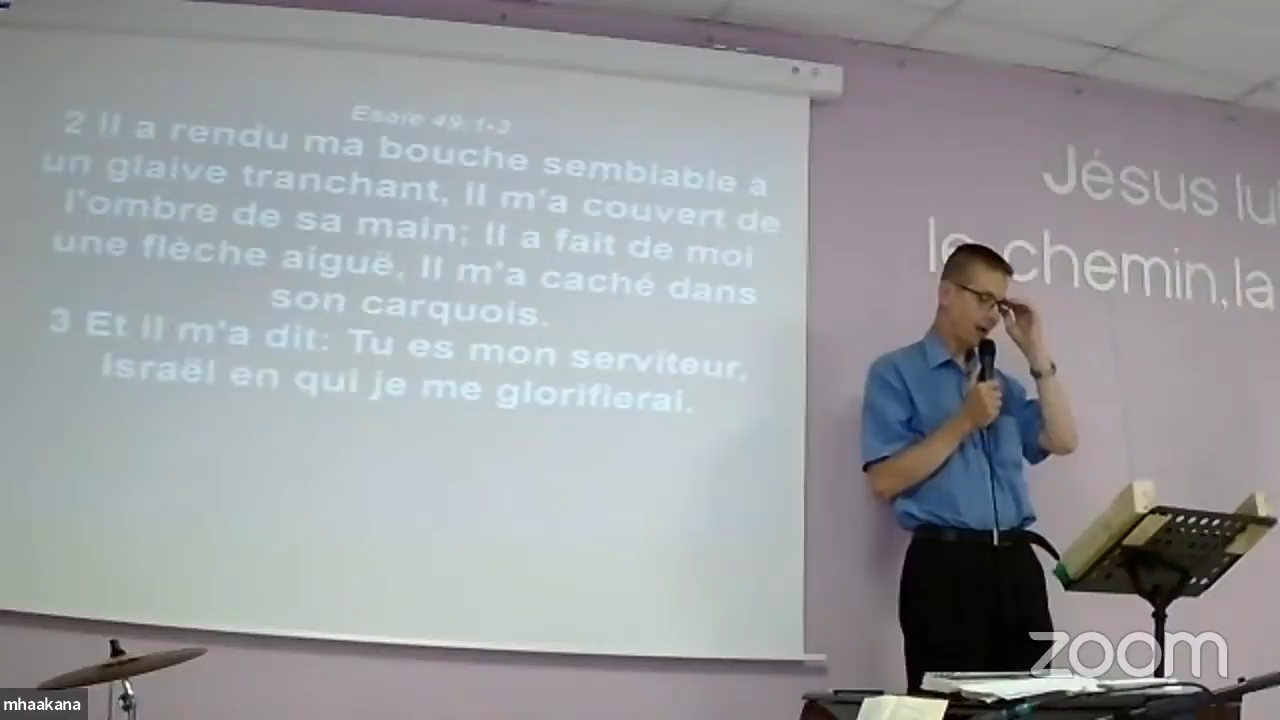 Esaïe 49:1-3
2 Il a rendu ma bouche semblable à
un glaive tranchant, Il m'a couvert de
l'ombre de sa main; Il a fait de moi
une flèche aiguë, Il m'a caché dans
son carquois.
3 Et il m'a dit: Tu es mon serviteur,
Israël en qui je me glorifierai.
Jésus lu
le chemin,la
zoom
mhaakana